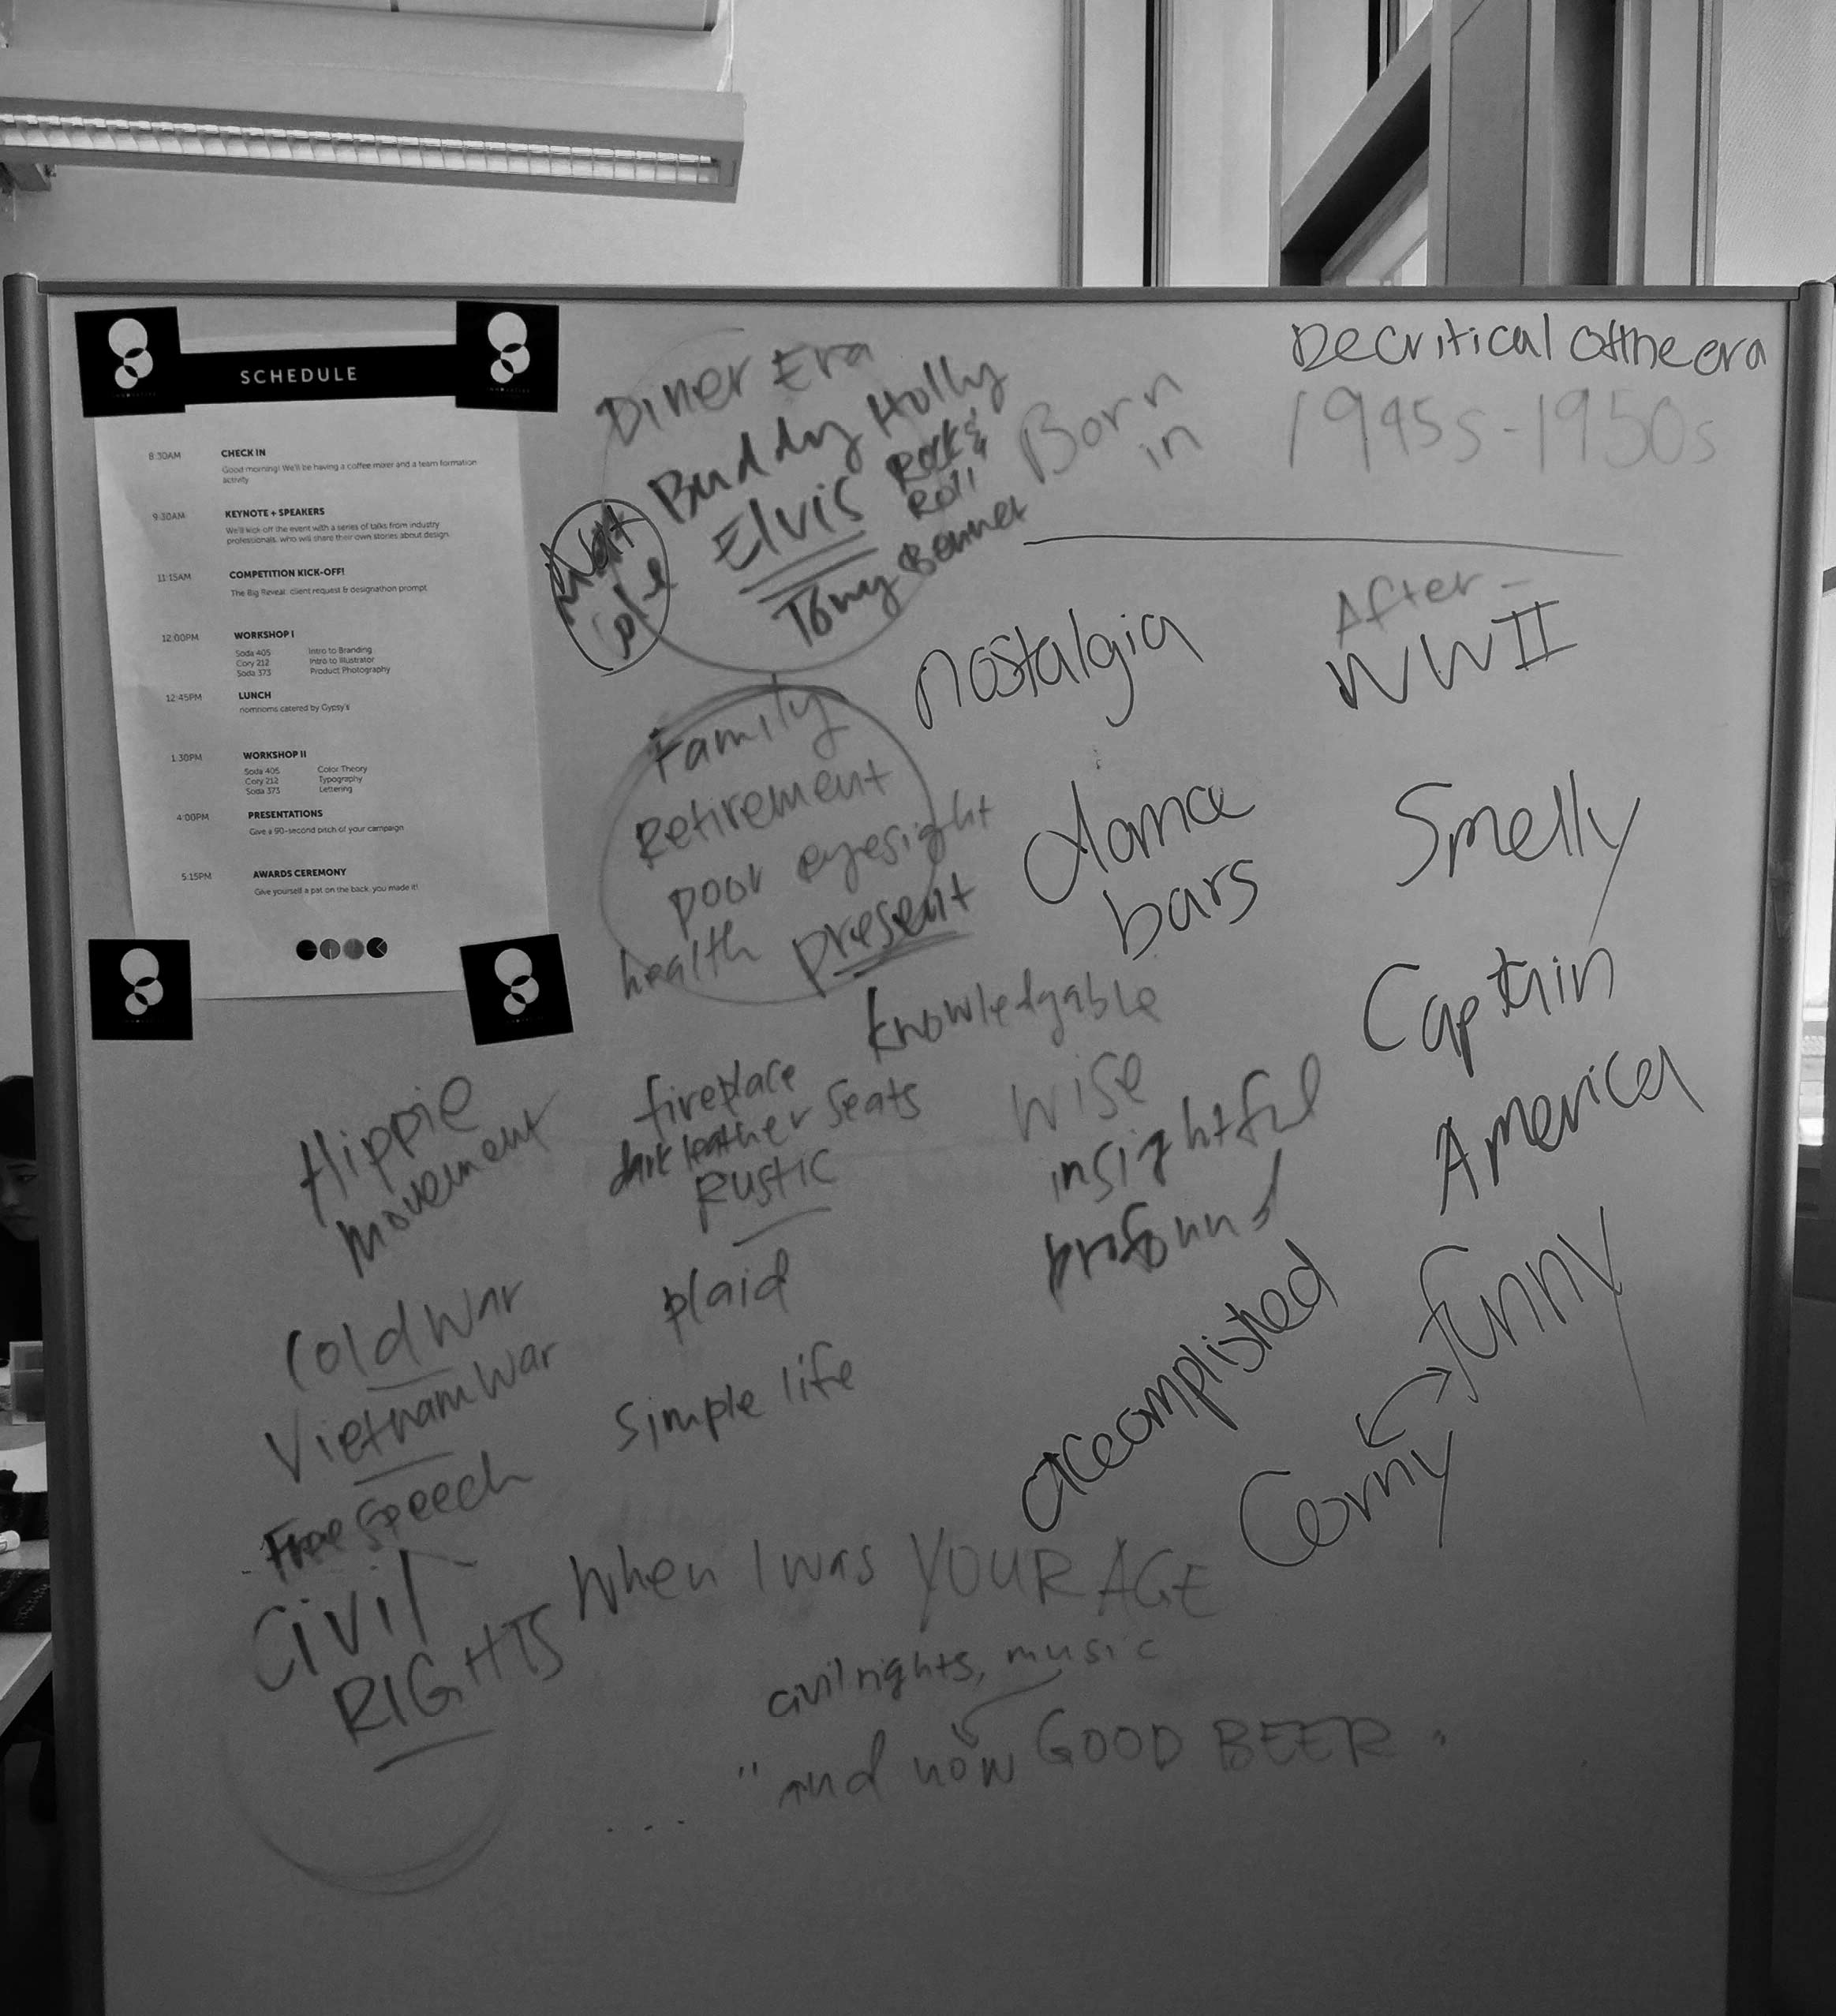 SCHEDULE
8:30AM CHECK IN
Good morning! We'll be having a coffee mixer and a team formation
activity
9:30AM KEYNOTE + SPEAKERS
We'll kick off the event with a series of talks from industry
professionals, who will share their own stories about design.
11:15AM COMPETITION KICK-OFF!
The Big Reveal: client request & designathon prompt
12:00PM WORKSHOP I
Soda 405 Intro to Branding
Cory 212 Intro to Illustrator
Soda 373 Product Photography
12:45PM LUNCH
nomnoms catered by Gypsy's
1:30PM WORKSHOP II
Soda 405 Color Theory
Cory 212 Typography
Soda 373 Lettering
4:00PM PRESENTATIONS
Give a 90-second pitch of your campaign
5:15PM AWARDS CEREMONY
Give yourself a pat on the back, you made it!
Diner Era
Buddy Holly
Elvis Rock &
Roll
Tony Bennet
Nat
Cole
Born
in
critical of the era
1945s-1950s
After -
WWII
nostalgia
Family
Retirement
poor eyesight
health present
dance
bars
Smelly
Captain
America
knowledgable
wise
insightful
profound
accomplished
funny
Corny
fireplace
dark leather seats
Rustic
plaid
simple life
Hippie
movement
Cold War
Vietnam War
Free Speech
Civil
RIGHTS
When I was YOUR AGE
civil rights, music
... "and now GOOD BEER."